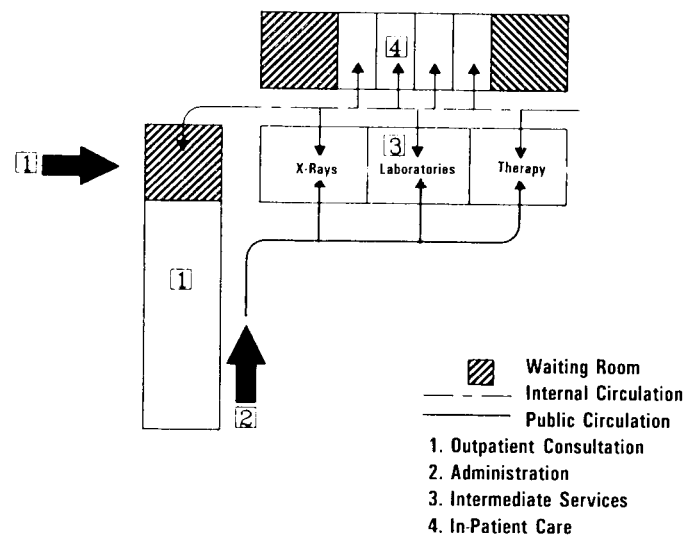 4
1
3
X-Rays
Laboratories
Therapy
1
2
Waiting Room
Internal Circulation
Public Circulation
1. Outpatient Consultation
2. Administration
3. Intermediate Services
4. In-Patient Care